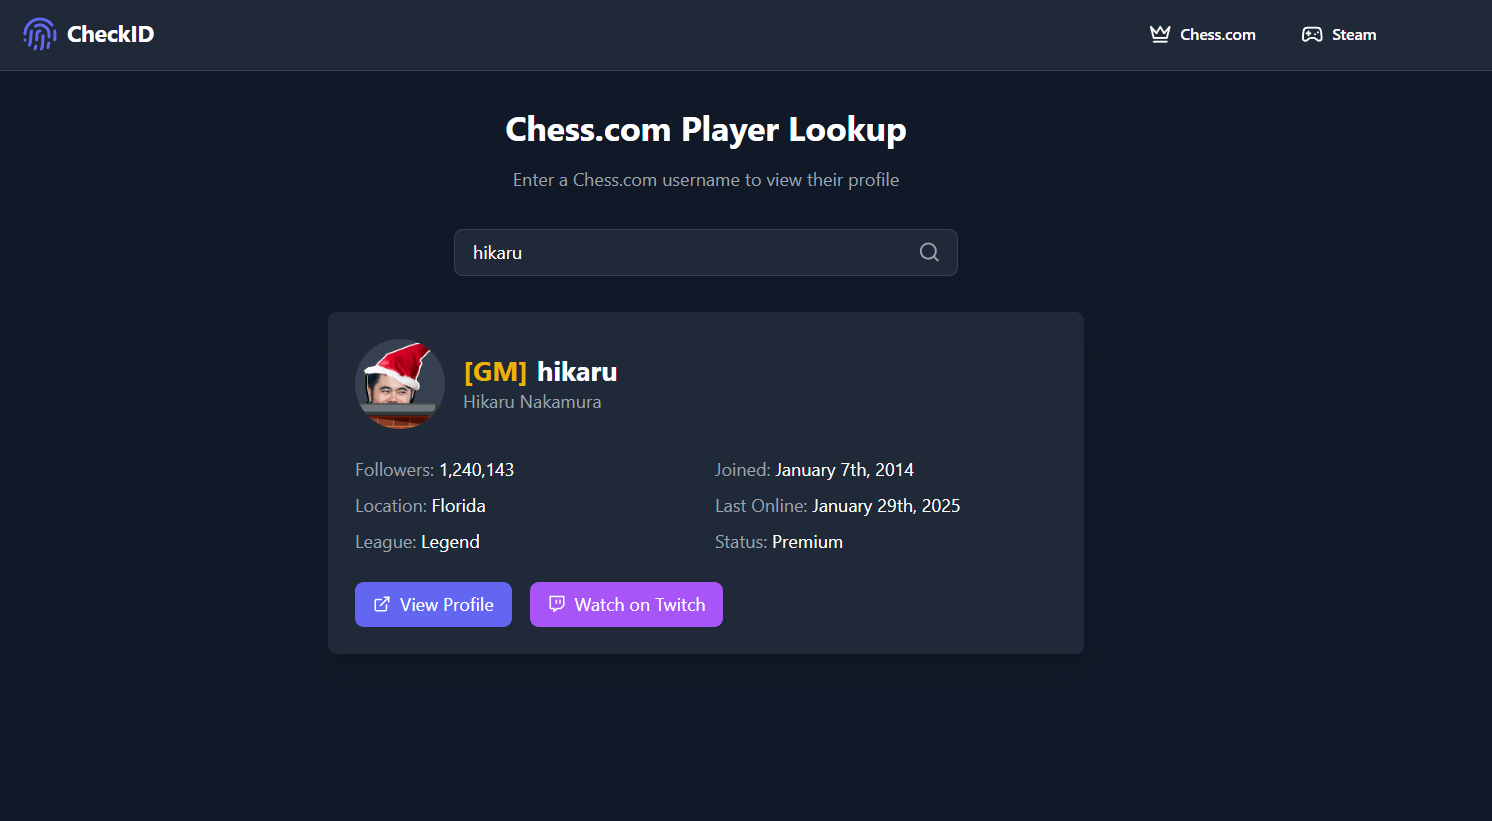 CheckID
Chess.com
Steam
Chess.com Player Lookup
Enter a Chess.com username to view their profile
hikaru
[GM] hikaru
Hikaru Nakamura
Followers: 1,240,143
Joined: January 7th, 2014
Location: Florida
Last Online: January 29th, 2025
League: Legend
Status: Premium
View Profile
Watch on Twitch